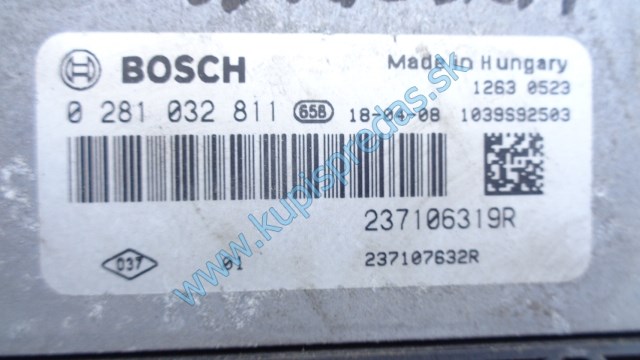 BOSCH
Made in Hungary
1263 0523
0 281 032 811 65B 18-04-08 1039S92503
237106319R
037 01 237107632R
www.kupispredas.sk